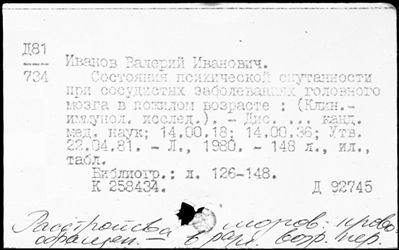 Д81
734
Иванов Валерий Иванович.
Состояния психической спутанности
при сосудистых заболеваниях головного
мозга в пожилом возрасте : (Клин.-
иммунол. исслед.). - Дис. ... канд.
мед. наук; 14.00.18; 14.00.36; Утв.
22.04.81. - Л., 1980. - 148 л., ил.,
табл.
Библиогр.: л. 126-148.
К 258434. Д 92745
Расстройства крово